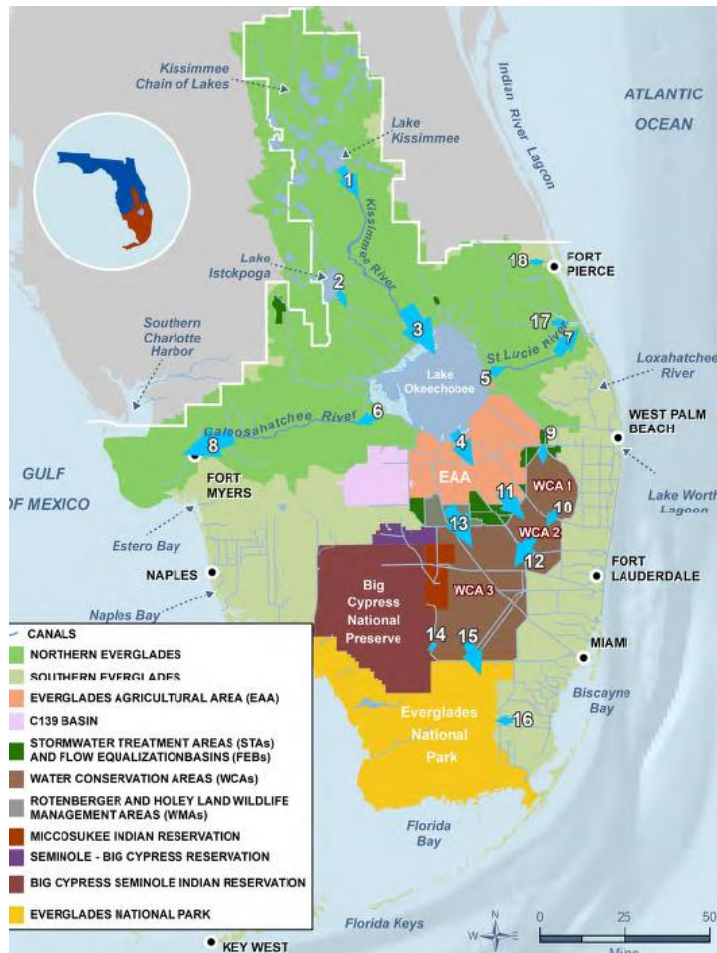 Kissimmee
Chain of Lakes
Indian River Lagoon
ATLANTIC
OCEAN
Lake
Kissimmee
1
Kissimmee River
Lake
Istokpoga
2
18
FORT
PIERCE
Southern
Charlotte
Harbor
3
17
7
St Lucie River
Lake
Okeechobee
5
Loxahatchee
River
6
Caloosahatchee River
8
4
9
WEST PALM
BEACH
FORT
MYERS
EAA
WCA 1
GULF
OF MEXICO
11
10
Lake Worth
Lagoon
13
WCA 2
Estero Bay
12
NAPLES
Big
Cypress
National
Preserve
WCA 3
FORT
LAUDERDALE
Naples Bay
14
15
MIAMI
Biscayne
Bay
Everglades
National
Park
16
Florida
Bay
Florida Keys
KEY WEST
CANALS
NORTHERN EVERGLADES
SOUTHERN EVERGLADES
EVERGLADES AGRICULTURAL AREA (EAA)
C139 BASIN
STORMWATER TREATMENT AREAS (STAs)
AND FLOW EQUALIZATIONBASINS (FEBs)
WATER CONSERVATION AREAS (WCAs)
ROTENBERGER AND HOLEY LAND WILDLIFE
MANAGEMENT AREAS (WMAs)
MICCOSUKEE INDIAN RESERVATION
SEMINOLE - BIG CYPRESS RESERVATION
BIG CYPRESS SEMINOLE INDIAN RESERVATION
EVERGLADES NATIONAL PARK
N
W E
S
0 25 50
Miles